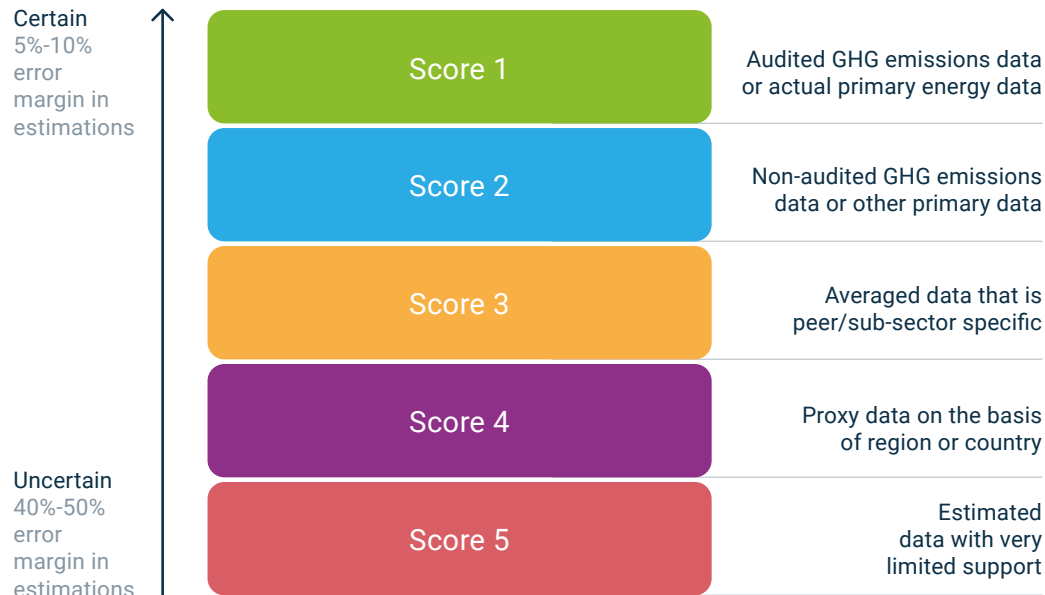 Certain
5%-10%
error
margin in
estimations
Score 1
Audited GHG emissions data
or actual primary energy data
Score 2
Non-audited GHG emissions
data or other primary data
Score 3
Averaged data that is
peer/sub-sector specific
Score 4
Proxy data on the basis
of region or country
Uncertain
40%-50%
error
margin in
estimations
Score 5
Estimated
data with very
limited support